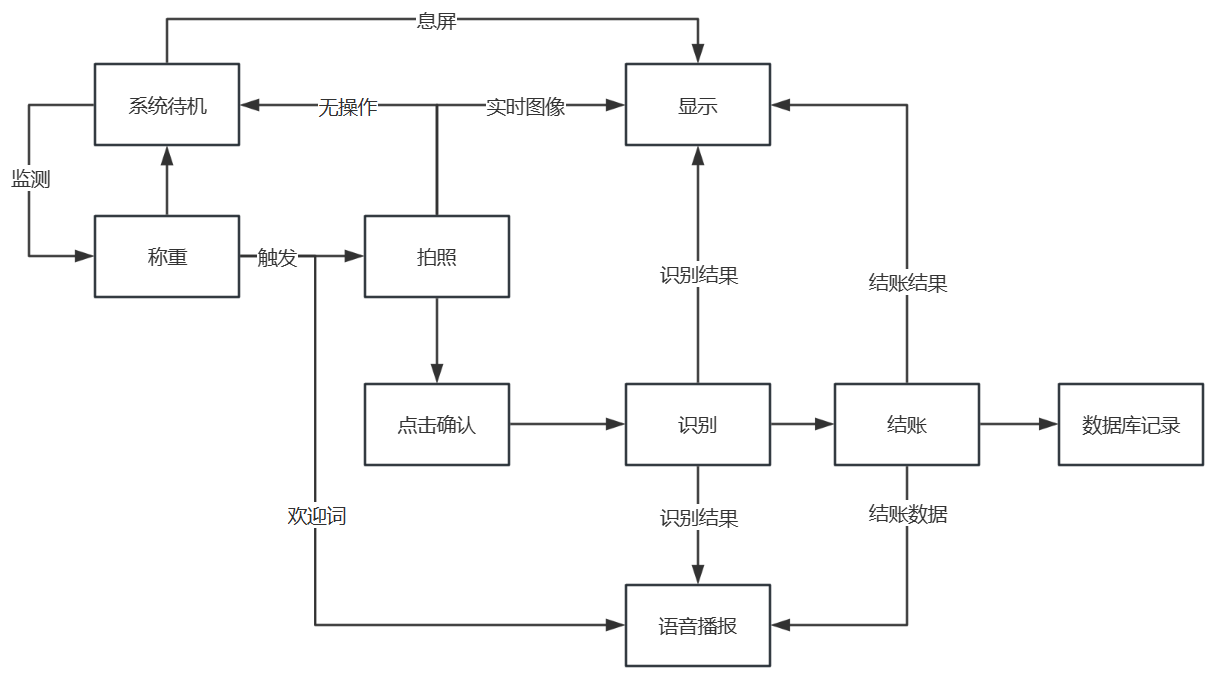 息屏
系统待机
无操作
实时图像
显示
监测
称重
触发
拍照
识别结果
结账结果
点击确认
识别
结账
数据库记录
欢迎词
识别结果
结账数据
语音播报